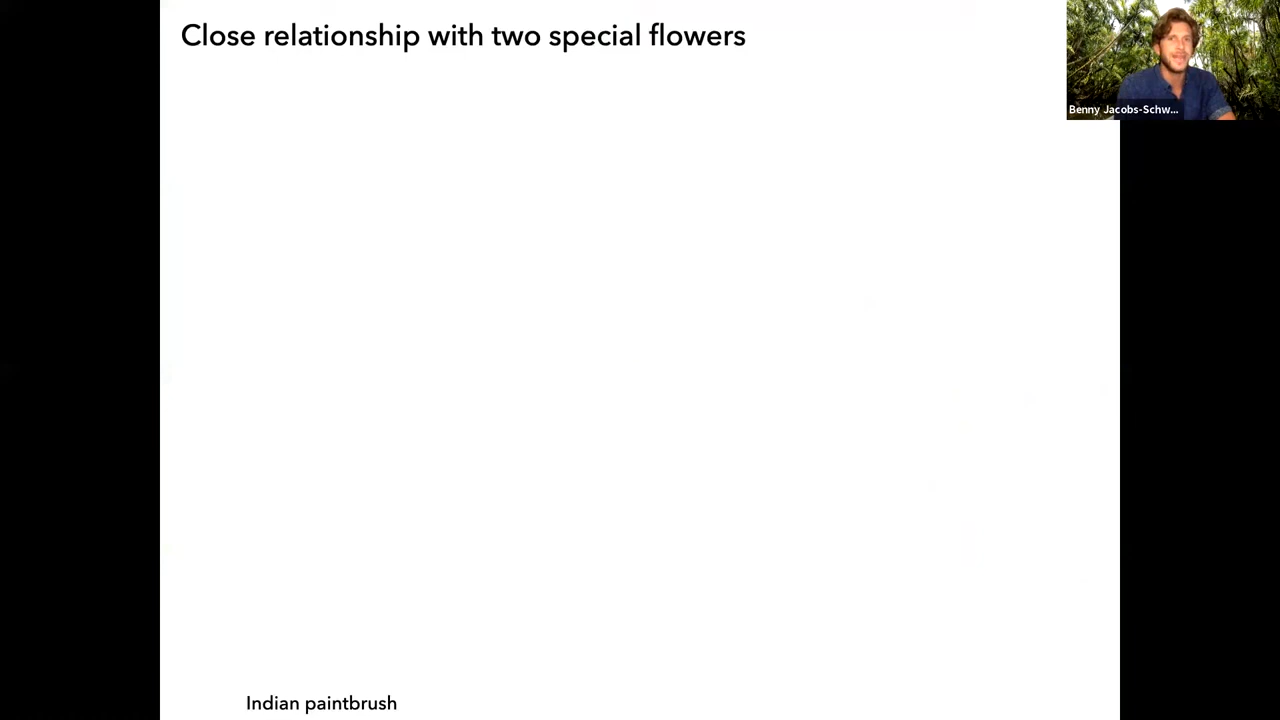 Close relationship with two special flowers
Benny Jacobs-Schw...
Indian paintbrush